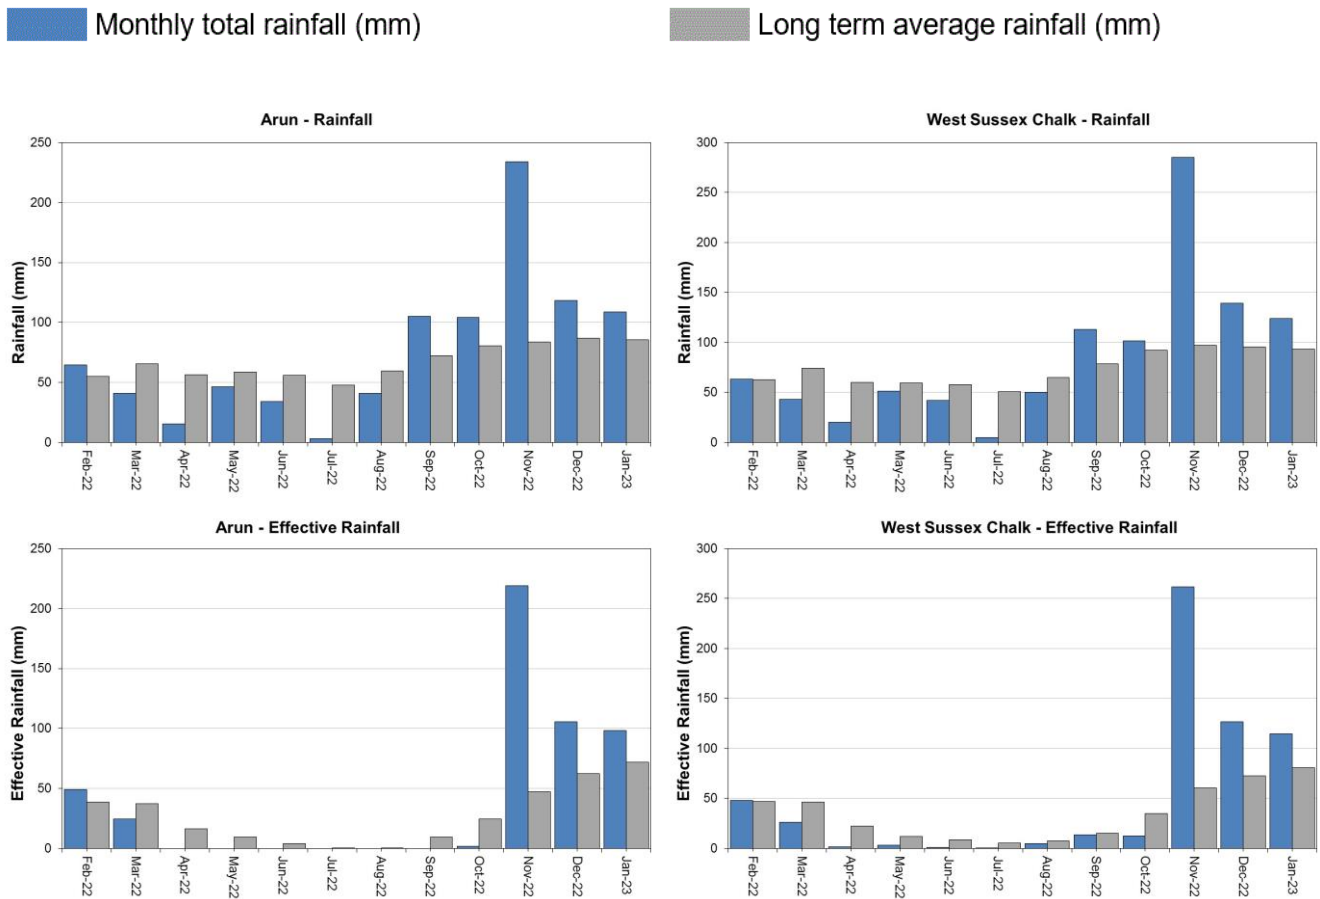 Monthly total rainfall (mm)
Long term average rainfall (mm)
Arun - Rainfall
Rainfall (mm)
250
200
150
100
50
0
Feb-22
Mar-22
Apr-22
May-22
Jun-22
Jul-22
Aug-22
Sep-22
Oct-22
Nov-22
Dec-22
Jan-23
West Sussex Chalk - Rainfall
Rainfall (mm)
300
250
200
150
100
50
0
Feb-22
Mar-22
Apr-22
May-22
Jun-22
Jul-22
Aug-22
Sep-22
Oct-22
Nov-22
Dec-22
Jan-23
Arun - Effective Rainfall
Effective Rainfall (mm)
250
200
150
100
50
0
Feb-22
Mar-22
Apr-22
May-22
Jun-22
Jul-22
Aug-22
Sep-22
Oct-22
Nov-22
Dec-22
Jan-23
West Sussex Chalk - Effective Rainfall
Effective Rainfall (mm)
300
250
200
150
100
50
0
Feb-22
Mar-22
Apr-22
May-22
Jun-22
Jul-22
Aug-22
Sep-22
Oct-22
Nov-22
Dec-22
Jan-23